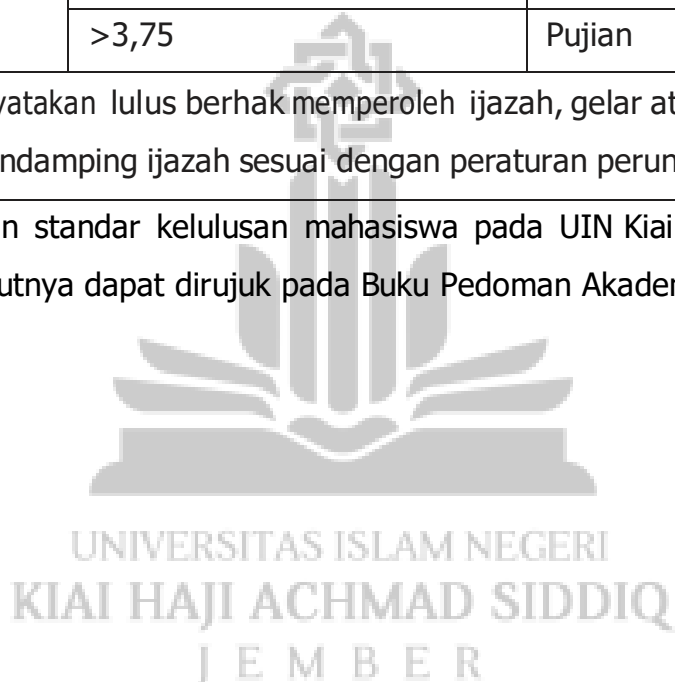 >3,75 Pujian
yatakan lulus berhak memperoleh ijazah, gelar at
ndamping ijazah sesuai dengan peraturan perun
n standar kelulusan mahasiswa pada UIN Kiai
utnya dapat dirujuk pada Buku Pedoman Akader
UNIVERSITAS ISLAM NEGERI
KIAI HAJI ACHMAD SIDDIQ
JEMBER